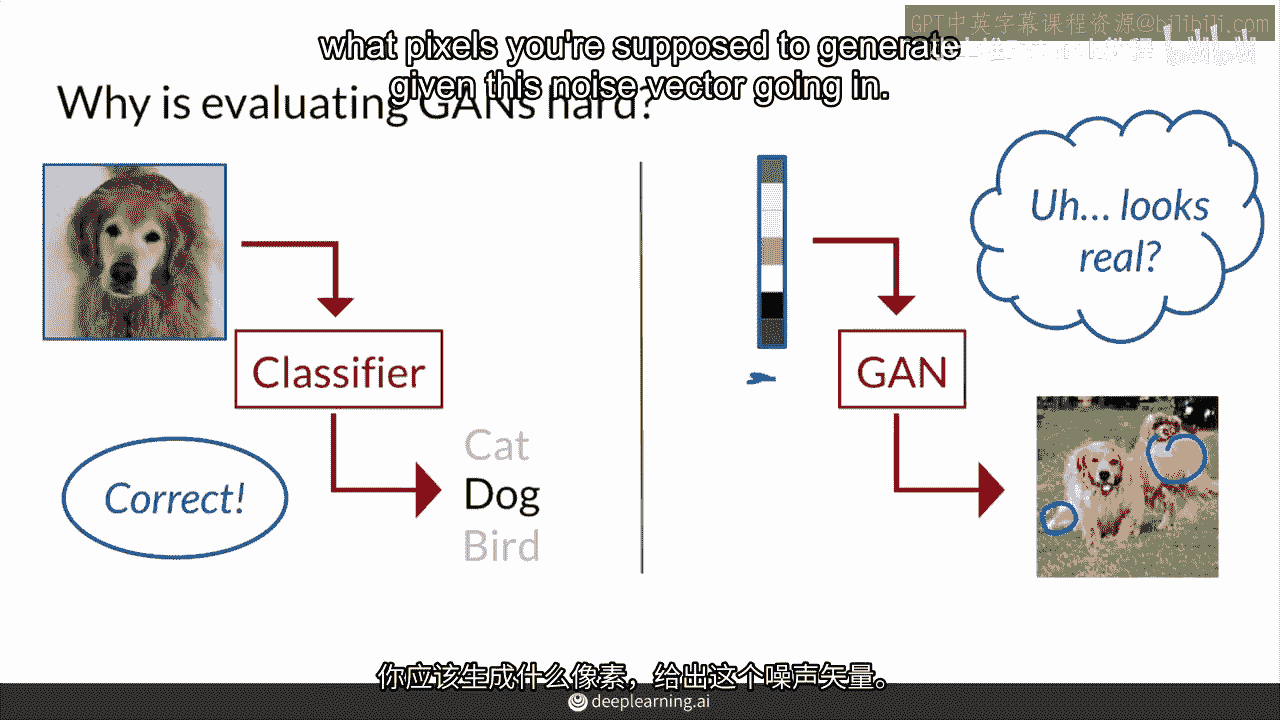 GPT中英字幕课程资源@bilibili.com
what pixels you're supposed to generate
given this noise vector going in.
Why is evaluating GANs hard?
Uh... looks
real?
Classifier
GAN
Correct!
Cat
Dog
Bird
你应该生成什么像素，给出这个噪声矢量。
deeplearning.ai